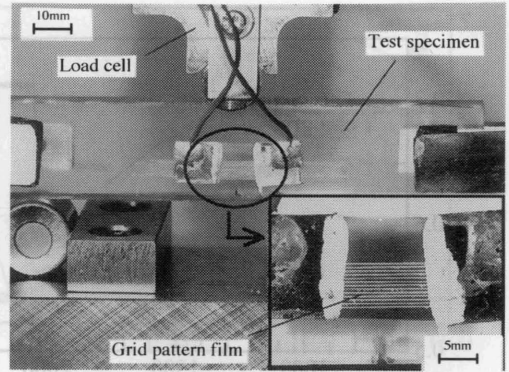 10mm
Load cell
Test specimen
Grid pattern film
5mm